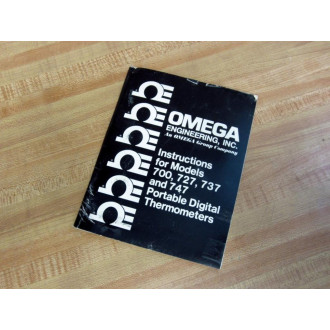 OMEGA
ENGINEERING, INC.
An OMEGA Group Company
Instructions
for Models
700, 727, 737
and 747
Portable Digital
Thermometers